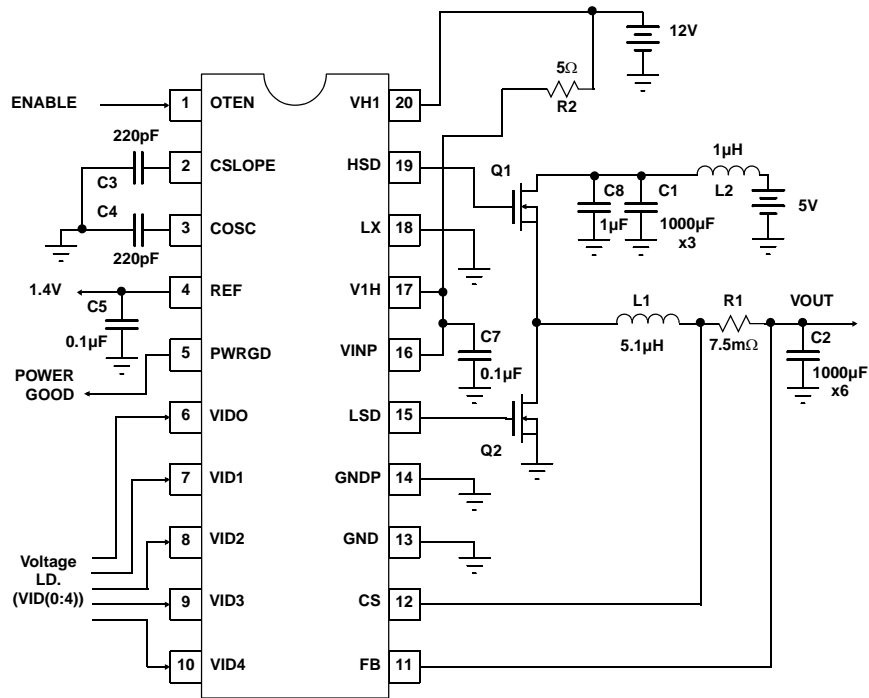 12V
5Ω
R2
ENABLE
1 OTEN
VH1 20
220pF
C3
2 CSLOPE
HSD 19
Q1
1µH
L2
C8
1µF
C1
1000µF
x3
5V
C4
220pF
3 COSC
LX 18
1.4V
C5
0.1µF
4 REF
V1H 17
L1
5.1µH
R1
7.5mΩ
VOUT
C2
1000µF
x6
5 PWRGD
VINP 16
C7
0.1µF
POWER
GOOD
6 VIDO
LSD 15
Q2
7 VID1
GNDP 14
8 VID2
GND 13
Voltage
I.D.
(VID(0:4))
9 VID3
CS 12
10 VID4
FB 11